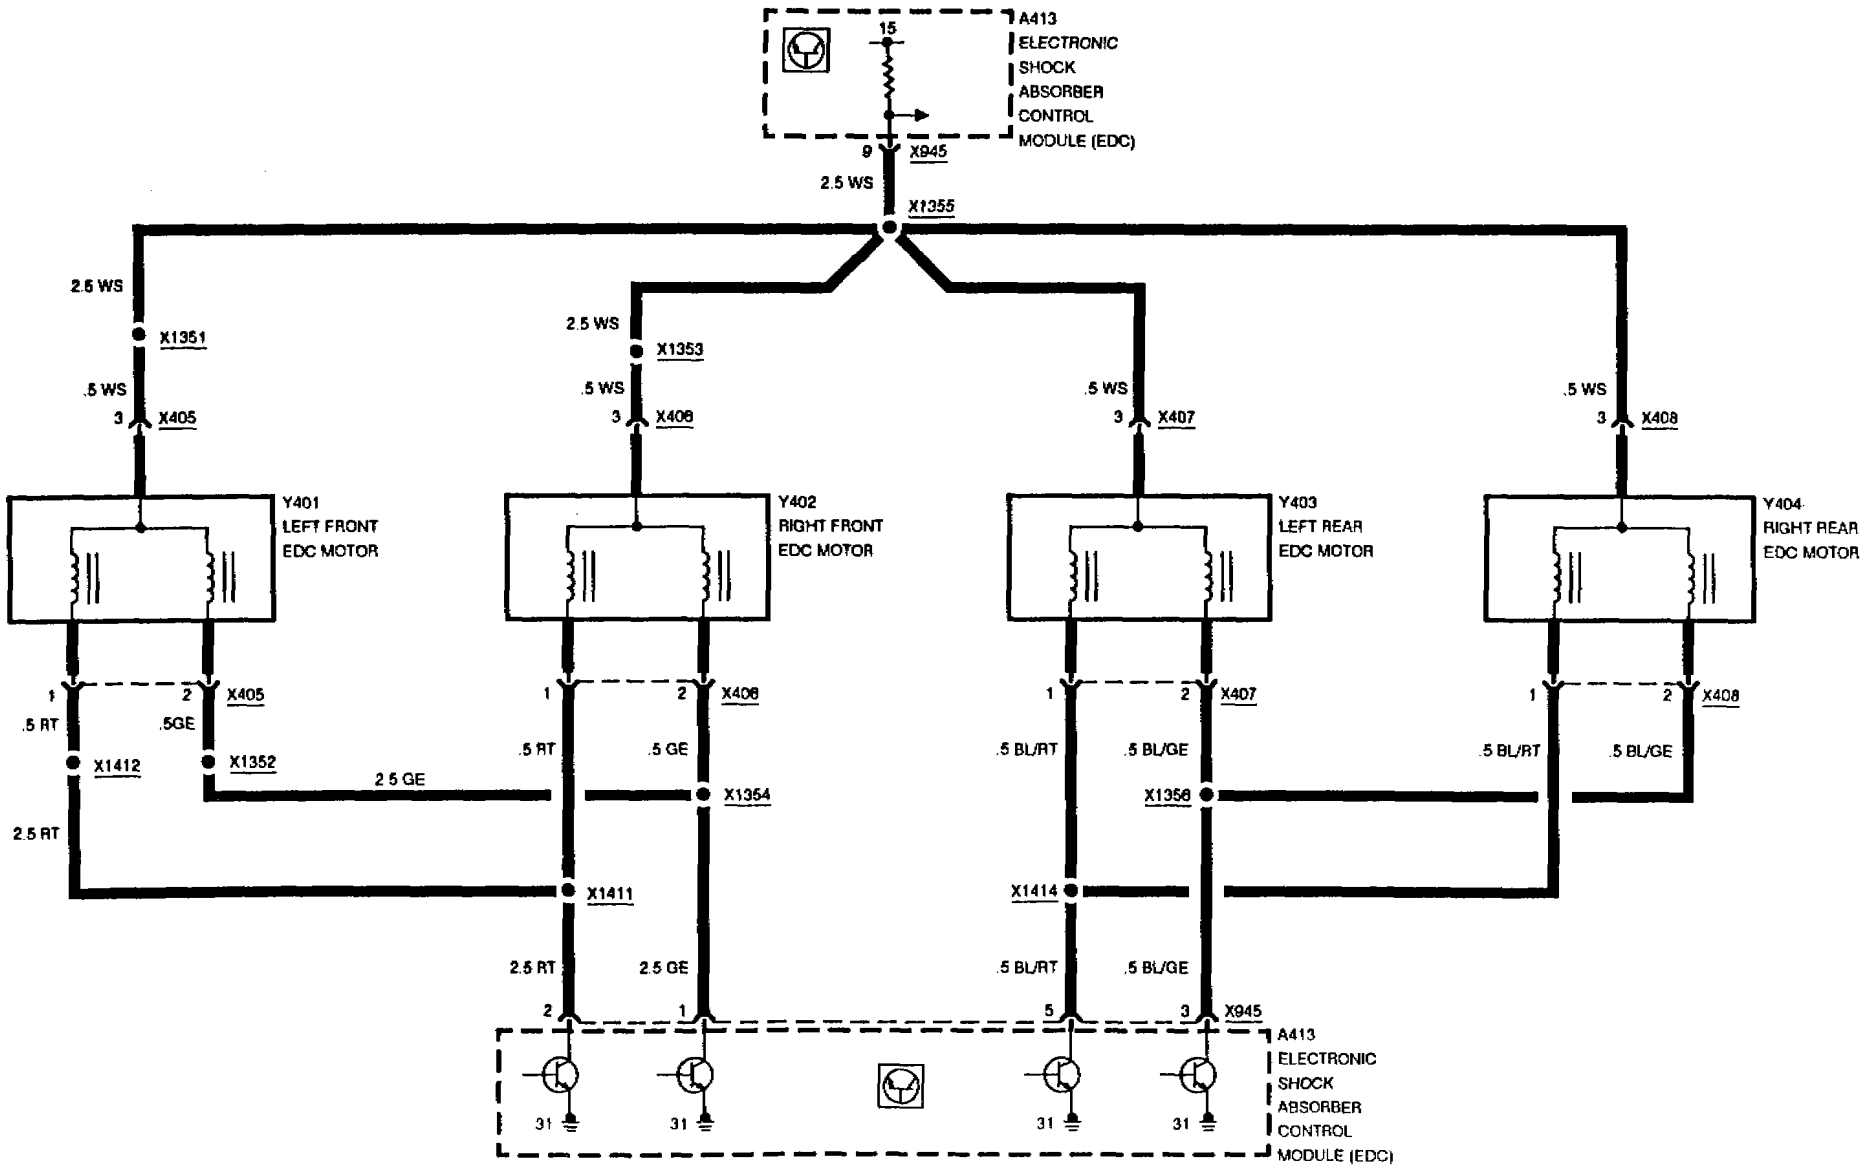 A413
15
ELECTRONIC
SHOCK
ABSORBER
CONTROL
MODULE (EDC)
9 X945
2.5 WS
X1355
2.5 WS
X1351
2.5 WS
X1353
.5 WS
.5 WS
.5 WS
.5 WS
3 X405
3 X406
3 X407
3 X408
Y401
LEFT FRONT
EDC MOTOR
Y402
RIGHT FRONT
EDC MOTOR
Y403
LEFT REAR
EDC MOTOR
Y404
RIGHT REAR
EDC MOTOR
1 2 X405
1 2 X406
1 2 X407
1 2 X408
.5 RT .5GE
.5 RT .5 GE
.5 BL/RT .5 BL/GE
.5 BL/RT .5 BL/GE
X1412 X1352
2.5 GE
X1354
X1356
2.5 RT
X1411
X1414
2.5 RT 2.5 GE
.5 BL/RT .5 BL/GE
2 1 5 3 X945
A413
ELECTRONIC
SHOCK
ABSORBER
CONTROL
MODULE (EDC)
31 31 31 31